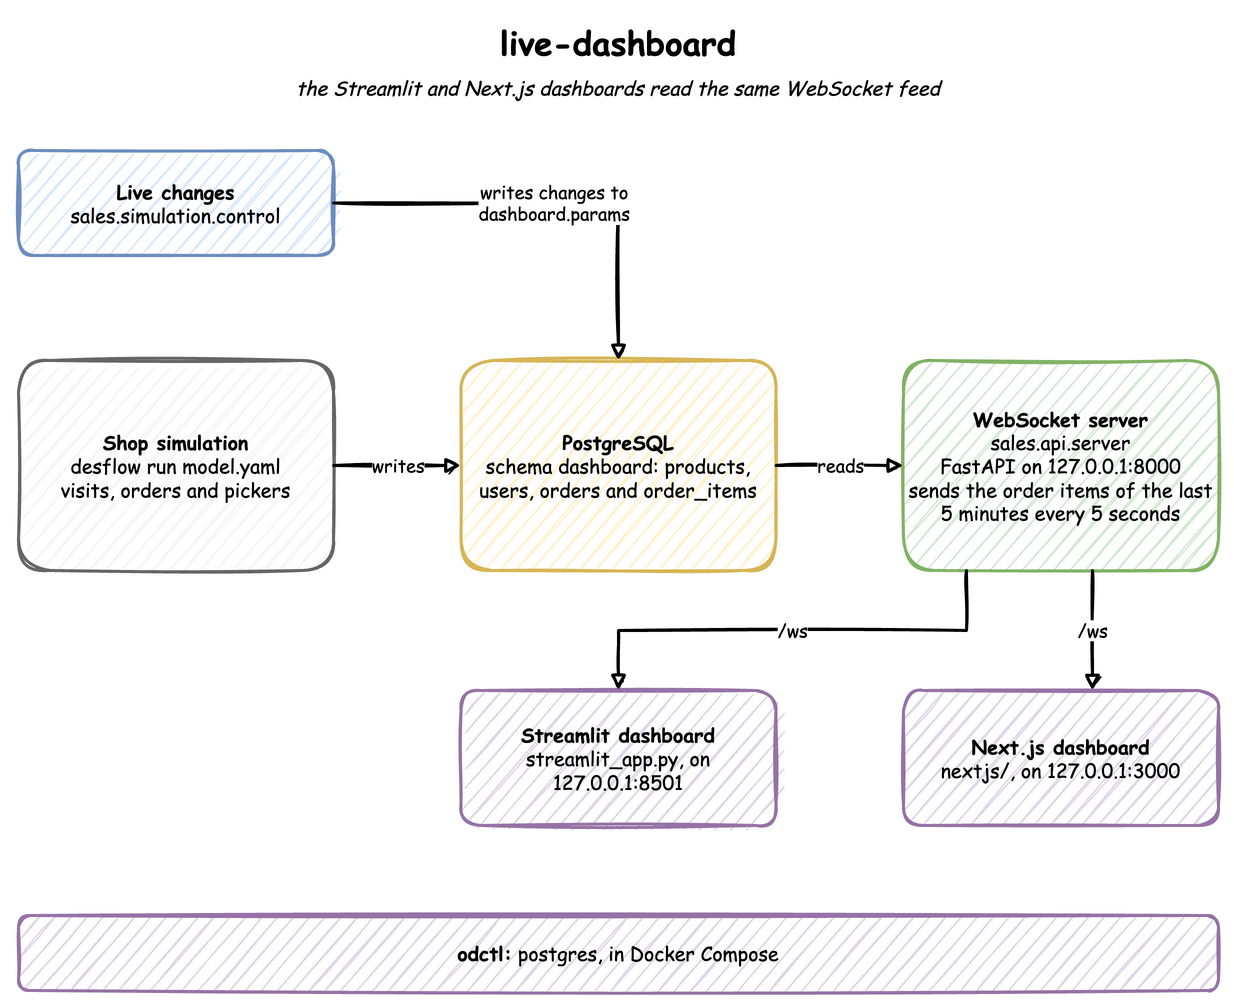 live-dashboard
the Streamlit and Next.js dashboards read the same WebSocket feed
Live changes
sales.simulation.control
writes changes to
dashboard.params
Shop simulation
desflow run model.yaml
visits, orders and pickers
writes
PostgreSQL
schema dashboard: products,
users, orders and order_items
reads
WebSocket server
sales.api.server
FastAPI on 127.0.0.1:8000
sends the order items of the last
5 minutes every 5 seconds
/ws
/ws
Streamlit dashboard
streamlit_app.py, on
127.0.0.1:8501
Next.js dashboard
nextjs/, on 127.0.0.1:3000
odctl: postgres, in Docker Compose